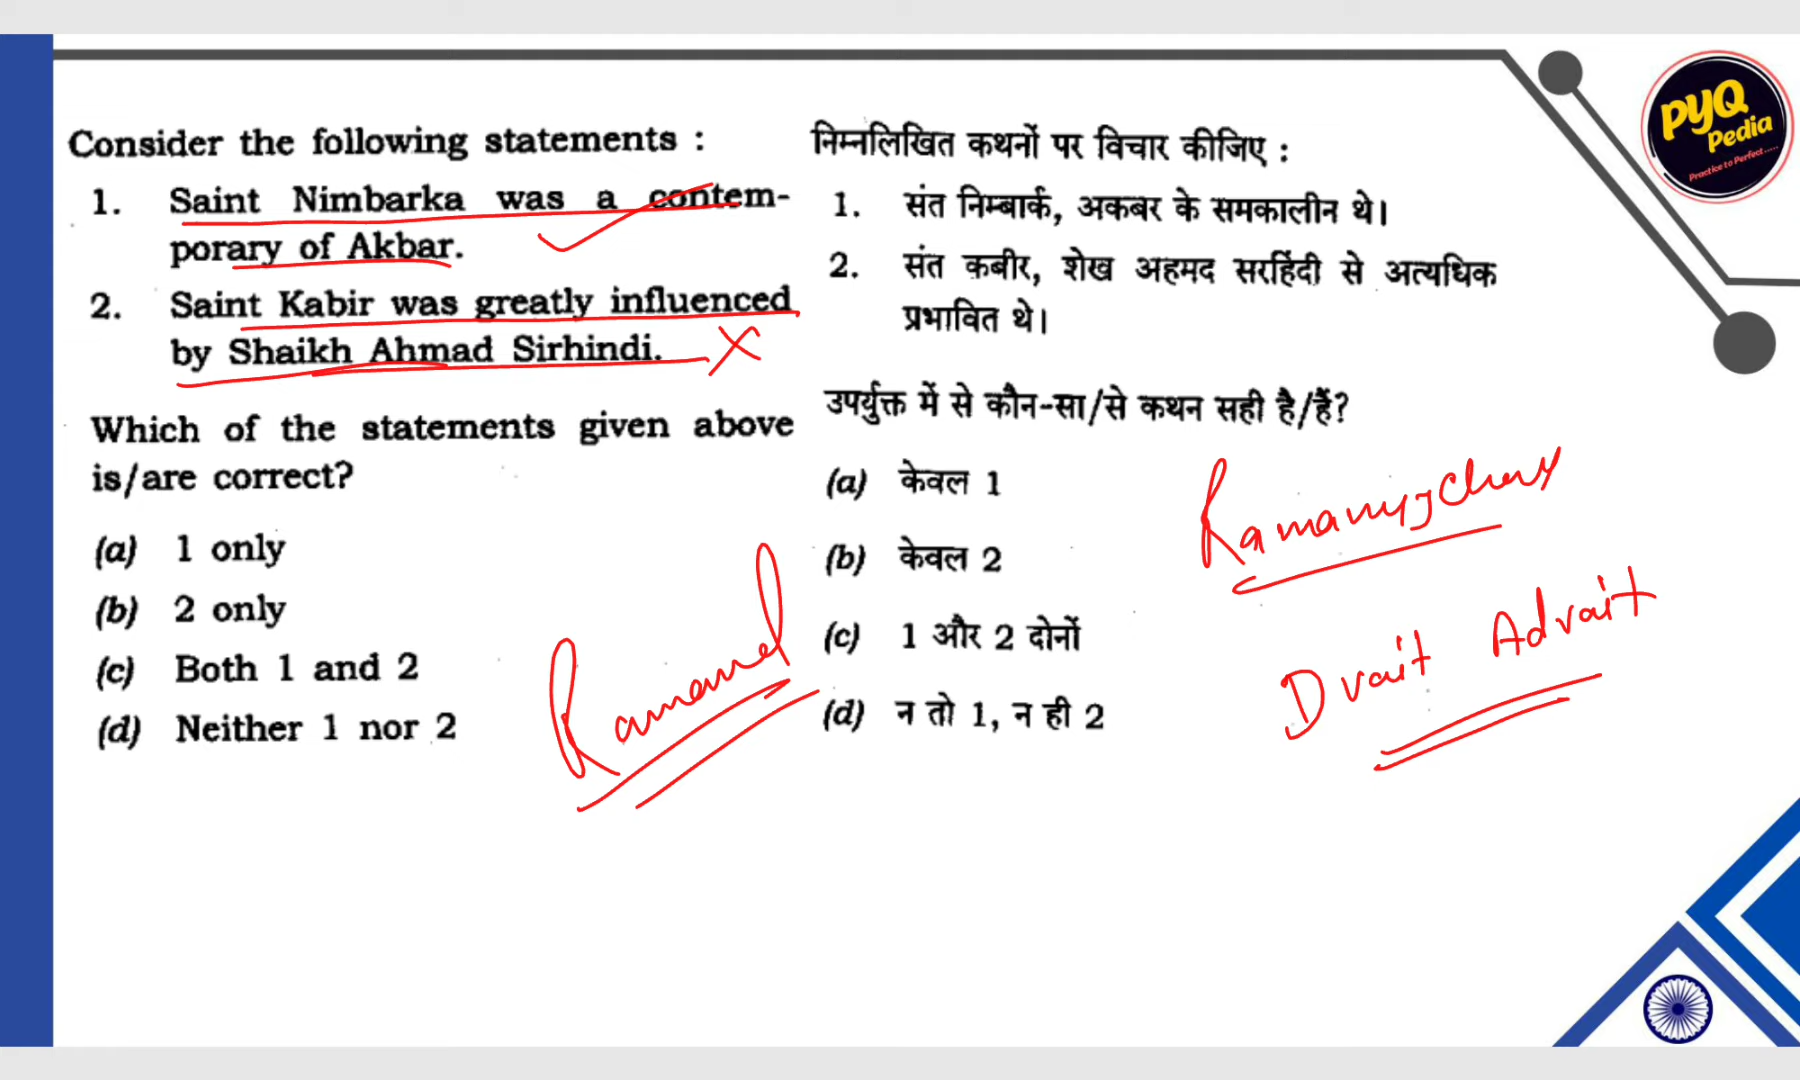 Consider the following statements :
1. Saint Nimbarka was a contem-
porary of Akbar.
2. Saint Kabir was greatly influenced
by Shaikh Ahmad Sirhindi.
Which of the statements given above
is/are correct?
(a) 1 only
(b) 2 only
(c) Both 1 and 2
(d) Neither 1 nor 2
निम्नलिखित कथनों पर विचार कीजिए :
1. संत निम्बार्क, अकबर के समकालीन थे।
2. संत कबीर, शेख अहमद सरहिंदी से अत्यधिक
प्रभावित थे।
उपर्युक्त में से कौन-सा/से कथन सही है/हैं?
(a) केवल 1
(b) केवल 2
(c) 1 और 2 दोनों
(d) न तो 1, न ही 2
Dvait Advait
PYQ
Pedia
Practice to Perfect.....